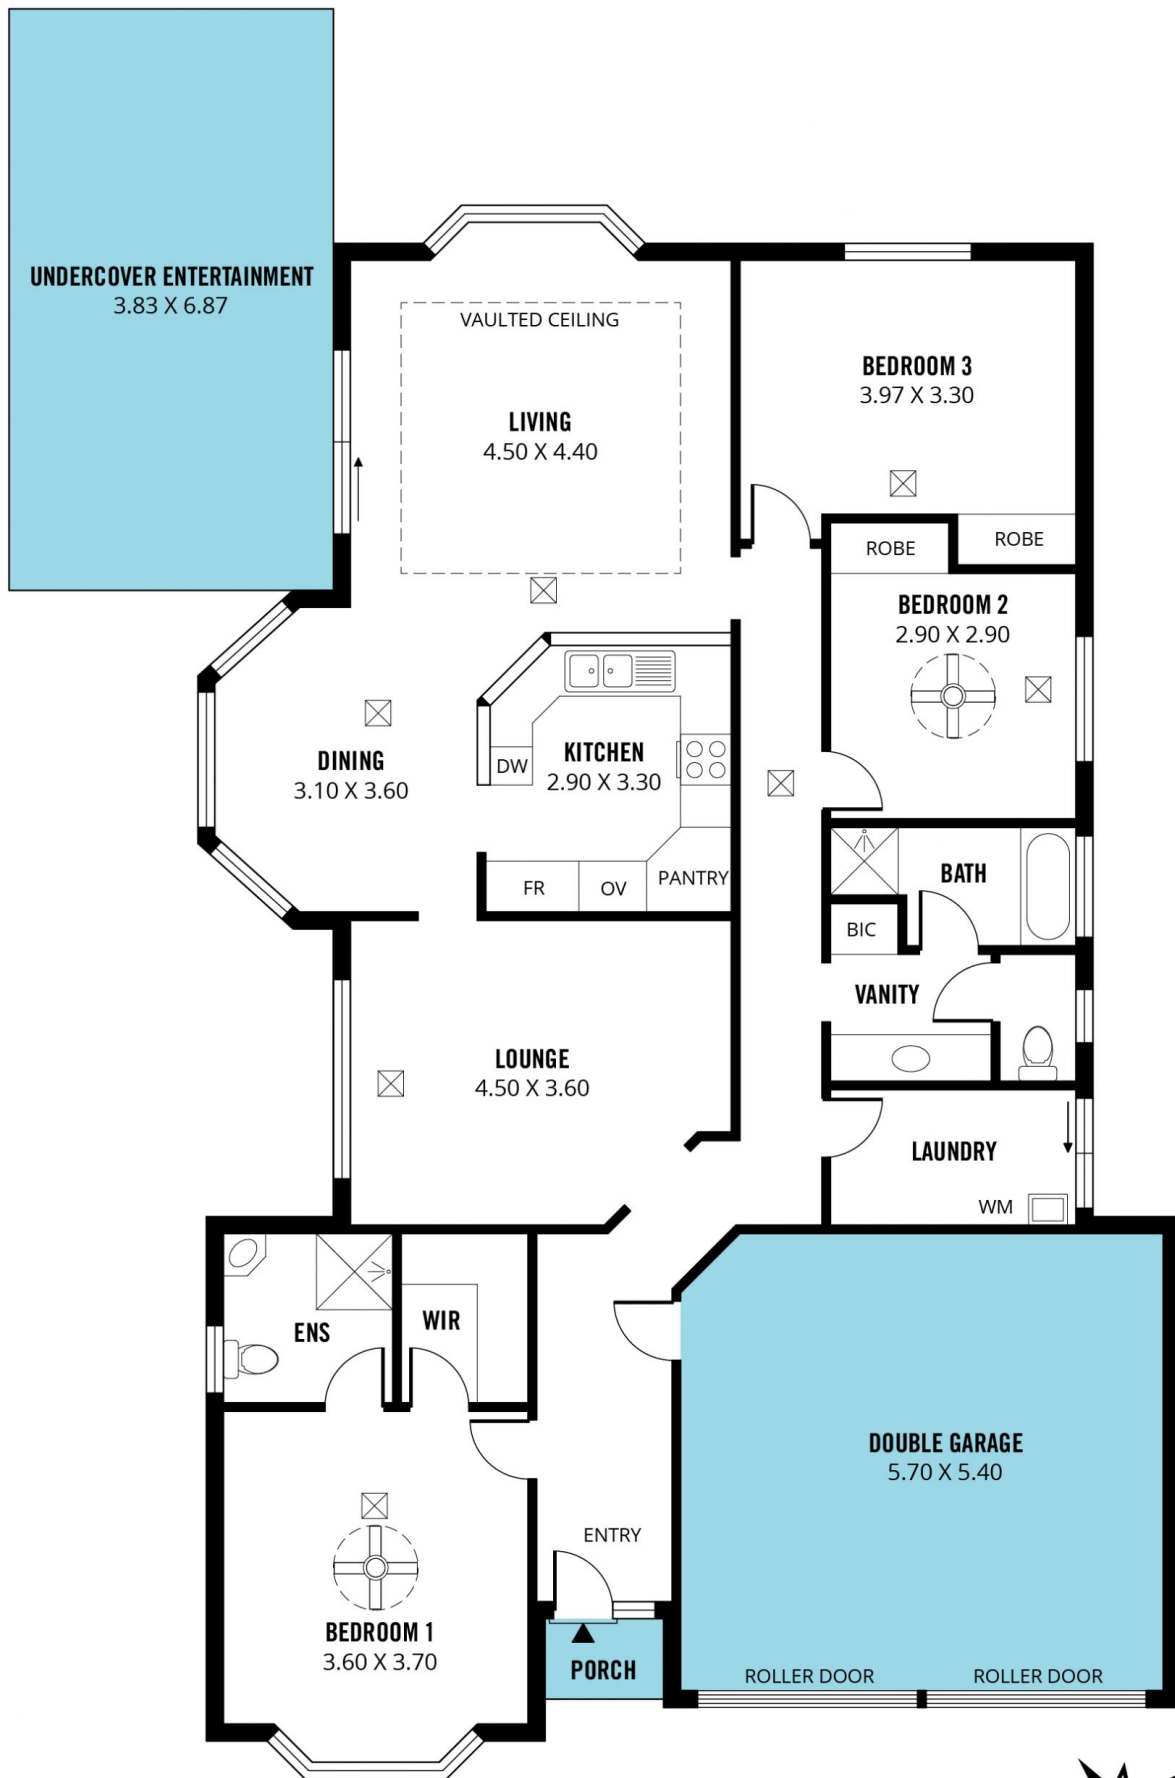 UNDERCOVER ENTERTAINMENT
3.83 X 6.87
VAULTED CEILING
LIVING
4.50 X 4.40
BEDROOM 3
3.97 X 3.30
ROBE
ROBE
BEDROOM 2
2.90 X 2.90
DINING
3.10 X 3.60
KITCHEN
2.90 X 3.30
DW
FR
OV
PANTRY
BATH
BIC
VANITY
LOUNGE
4.50 X 3.60
LAUNDRY
WM
ENS
WIR
DOUBLE GARAGE
5.70 X 5.40
ENTRY
BEDROOM 1
3.60 X 3.70
PORCH
ROLLER DOOR
ROLLER DOOR